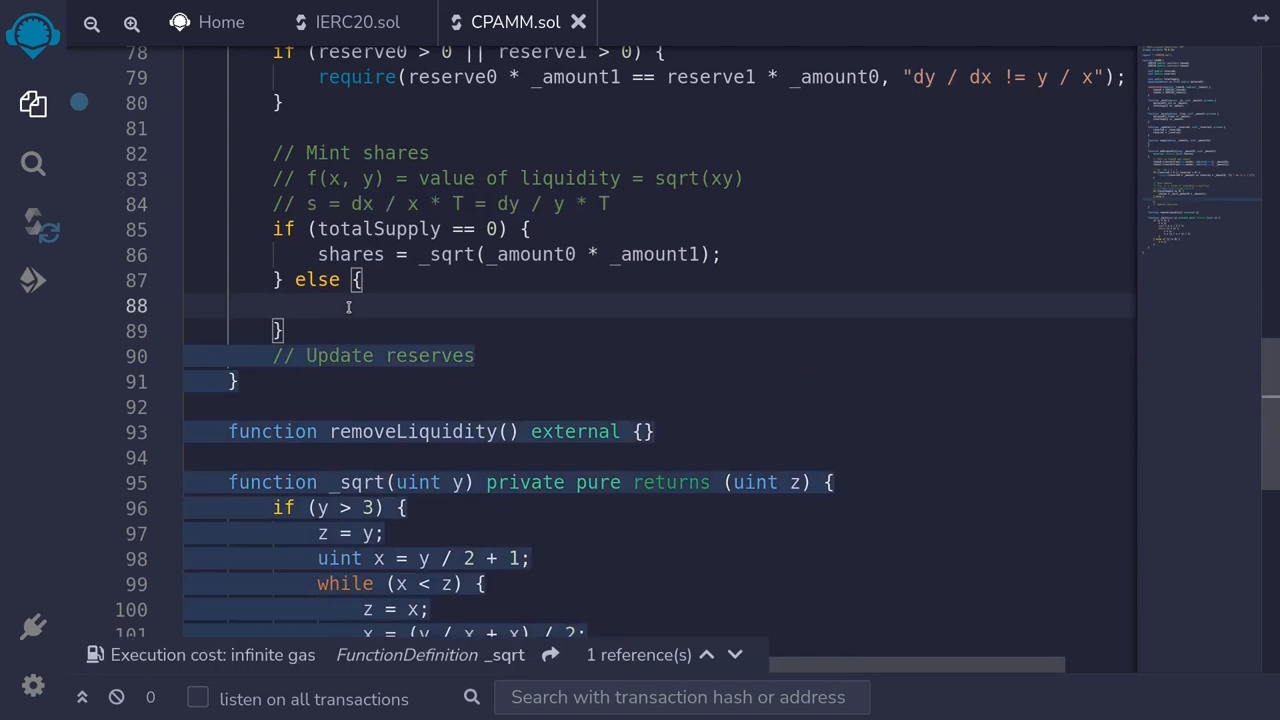 Home IERC20.sol CPAMM.sol
78 if (reserve0 > 0 || reserve1 > 0) {
79 require(reserve0 * _amount1 == reserve1 * _amount0, "dy / dx != y / x");
80 }
81
82 // Mint shares
83 // f(x, y) = value of liquidity = sqrt(xy)
84 // s = dx / x * T = dy / y * T
85 if (totalSupply == 0) {
86 shares = _sqrt(_amount0 * _amount1);
87 } else {
88
89 }
90 // Update reserves
91 }
92
93 function removeLiquidity() external {}
94
95 function _sqrt(uint y) private pure returns (uint z) {
96 if (y > 3) {
97 z = y;
98 uint x = y / 2 + 1;
99 while (x < z) {
100 z = x;
101 x = (y / x + x) / 2;
Execution cost: infinite gas FunctionDefinition _sqrt 1 reference(s)
0 listen on all transactions Search with transaction hash or address